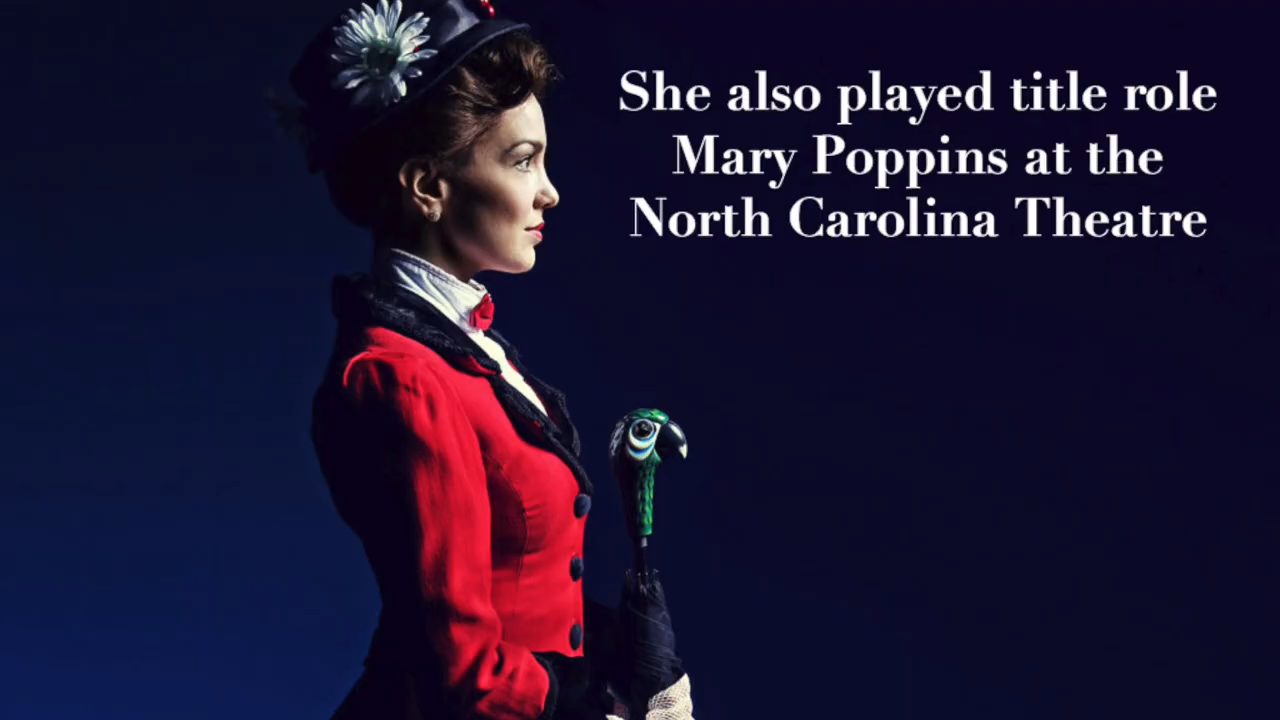 She also played title role
Mary Poppins at the
North Carolina Theatre